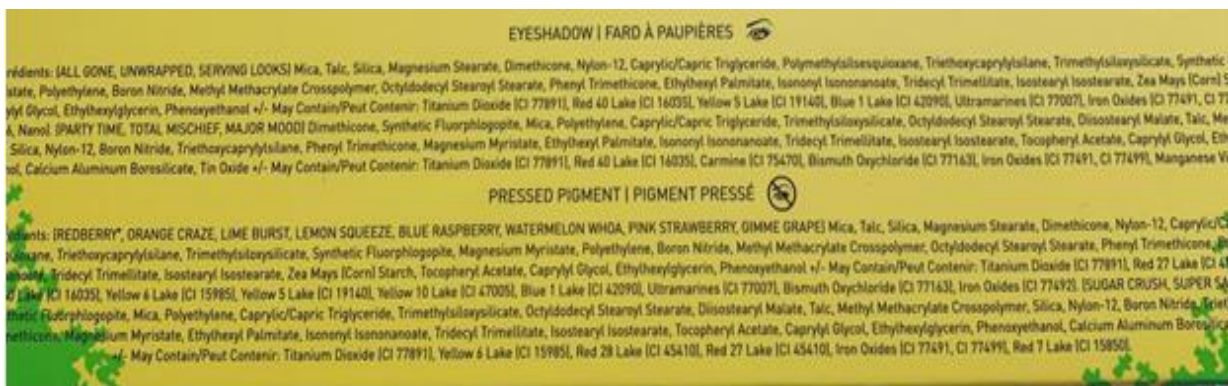 EYESHADOW | FARD À PAUPIÈRES
(ALL GONE, UNWRAPPED, SERVING LOOKS) Mica, Talc, Silica, Magnesium Stearate, Dimethicone, Nylon-12, Caprylic/Capric Triglyceride, Polymethylsilsesquioxane, Triethoxycaprylylsilane, Trimethylsiloxysilicate, Synthetic
Polyethylene, Boron Nitride, Methyl Methacrylate Crosspolymer, Octyldodecyl Stearoyl Stearate, Phenyl Trimethicone, Ethylhexyl Palmitate, Isononyl Isononanoate, Tridecyl Trimellitate, Isostearyl Isostearate, Zea Mays (Corn)
Glycol, Ethylhexylglycerin, Phenoxyethanol +/- May Contain/Peut Contenir: Titanium Dioxide (CI 77891), Red 40 Lake (CI 16035), Yellow 5 Lake (CI 19140), Blue 1 Lake (CI 42090), Ultramarines (CI 77007), Iron Oxides (CI 77491,
(PARTY TIME, TOTAL MISCHIEF, MAJOR MOOD) Dimethicone, Synthetic Fluorphlogopite, Mica, Polyethylene, Caprylic/Capric Triglyceride, Trimethylsiloxysilicate, Octyldodecyl Stearoyl Stearate, Diisostearyl Malate, Talc,
Silica, Nylon-12, Boron Nitride, Triethoxycaprylylsilane, Phenyl Trimethicone, Magnesium Myristate, Ethylhexyl Palmitate, Isononyl Isononanoate, Tridecyl Trimellitate, Isostearyl Isostearate, Tocopheryl Acetate, Caprylyl Glycol,
Calcium Aluminum Borosilicate, Tin Oxide +/- May Contain/Peut Contenir: Titanium Dioxide (CI 77891), Red 40 Lake (CI 16035), Carmine (CI 75470), Bismuth Oxychloride (CI 77163), Iron Oxides (CI 77491, CI 77499), Manganese
PRESSED PIGMENT | PIGMENT PRESSÉ
(REDBERRY*, ORANGE CRAZE, LIME BURST, LEMON SQUEEZE, BLUE RASPBERRY, WATERMELON WHOA, PINK STRAWBERRY, GIMME GRAPE) Mica, Talc, Silica, Magnesium Stearate, Dimethicone, Nylon-12,
Triethoxycaprylylsilane, Trimethylsiloxysilicate, Synthetic Fluorphlogopite, Magnesium Myristate, Polyethylene, Boron Nitride, Methyl Methacrylate Crosspolymer, Octyldodecyl Stearoyl Stearate, Phenyl Trimethicone,
Tridecyl Trimellitate, Isostearyl Isostearate, Zea Mays (Corn) Starch, Tocopheryl Acetate, Caprylyl Glycol, Ethylhexylglycerin, Phenoxyethanol +/- May Contain/Peut Contenir: Titanium Dioxide (CI 77891), Red 27 Lake (CI
Lake (CI 16035), Yellow 6 Lake (CI 15985), Yellow 5 Lake (CI 19140), Yellow 10 Lake (CI 47005), Blue 1 Lake (CI 42090), Ultramarines (CI 77007), Bismuth Oxychloride (CI 77163), Iron Oxides (CI 77492). (SUGAR CRUSH, SUPER
Fluorphlogopite, Mica, Polyethylene, Caprylic/Capric Triglyceride, Trimethylsiloxysilicate, Octyldodecyl Stearoyl Stearate, Diisostearyl Malate, Talc, Methyl Methacrylate Crosspolymer, Silica, Nylon-12, Boron Nitride,
Magnesium Myristate, Ethylhexyl Palmitate, Isononyl Isononanoate, Tridecyl Trimellitate, Isostearyl Isostearate, Tocopheryl Acetate, Caprylyl Glycol, Ethylhexylglycerin, Phenoxyethanol, Calcium Aluminum
+/- May Contain/Peut Contenir: Titanium Dioxide (CI 77891), Yellow 6 Lake (CI 15985), Red 28 Lake (CI 45410), Red 27 Lake (CI 45410), Iron Oxides (CI 77491, CI 77499), Red 7 Lake (CI 15850).